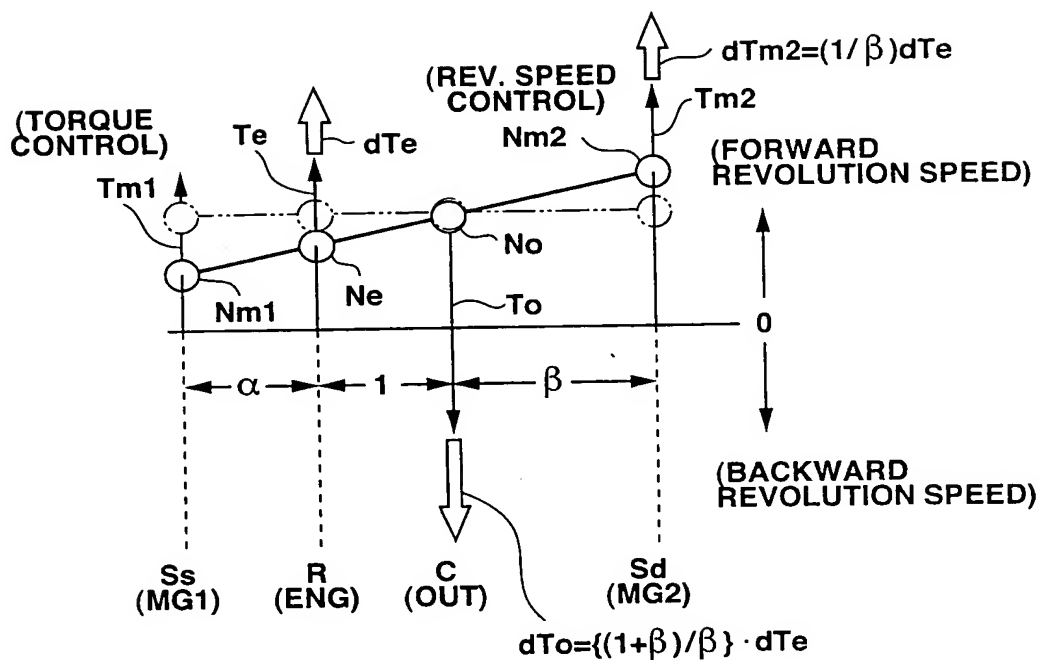 dTm2=(1/β)dTe
(REV. SPEED
CONTROL)
Tm2
(TORQUE
CONTROL)
Te
dTe
Nm2
(FORWARD
REVOLUTION SPEED)
Tm1
No
Nm1
Ne
To
0
α
1
β
(BACKWARD
REVOLUTION SPEED)
Ss
(MG1)
R
(ENG)
C
(OUT)
Sd
(MG2)
dTo={(1+β)/β}·dTe